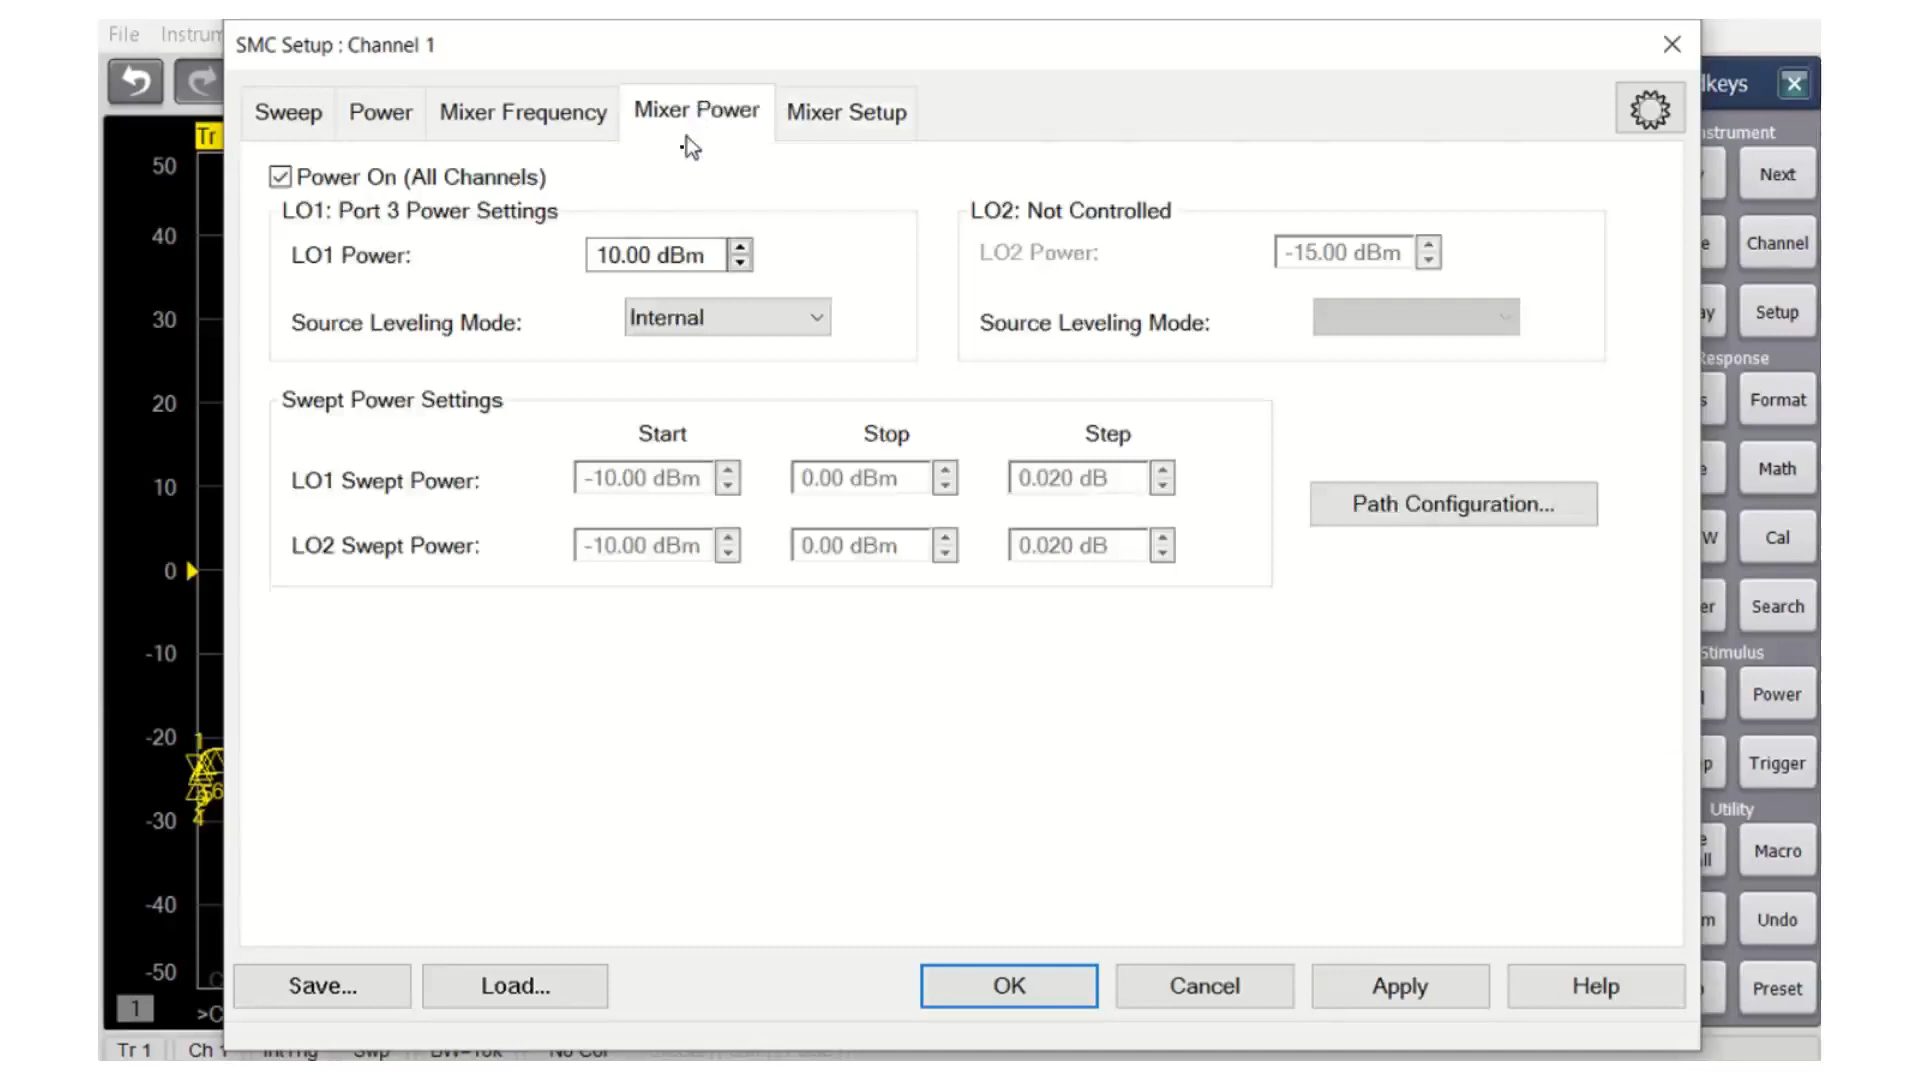 File Instrum
SMC Setup : Channel 1
Sweep Power Mixer Frequency Mixer Power Mixer Setup
Power On (All Channels)
LO1: Port 3 Power Settings
LO1 Power: 10.00 dBm
Source Leveling Mode: Internal
LO2: Not Controlled
LO2 Power: -15.00 dBm
Source Leveling Mode:
Swept Power Settings
Start Stop Step
LO1 Swept Power: -10.00 dBm 0.00 dBm 0.020 dB
LO2 Swept Power: -10.00 dBm 0.00 dBm 0.020 dB
Path Configuration...
Save... Load... OK Cancel Apply Help
Tr
50
40
30
20
10
0
-10
-20
-30
-40
-50
1
4
1
>C
Tr 1 Ch 1
dkeys
strument
Next
Channel
Setup
Response
Format
Math
Cal
Search
Stimulus
Power
Trigger
Utility
Macro
Undo
Preset